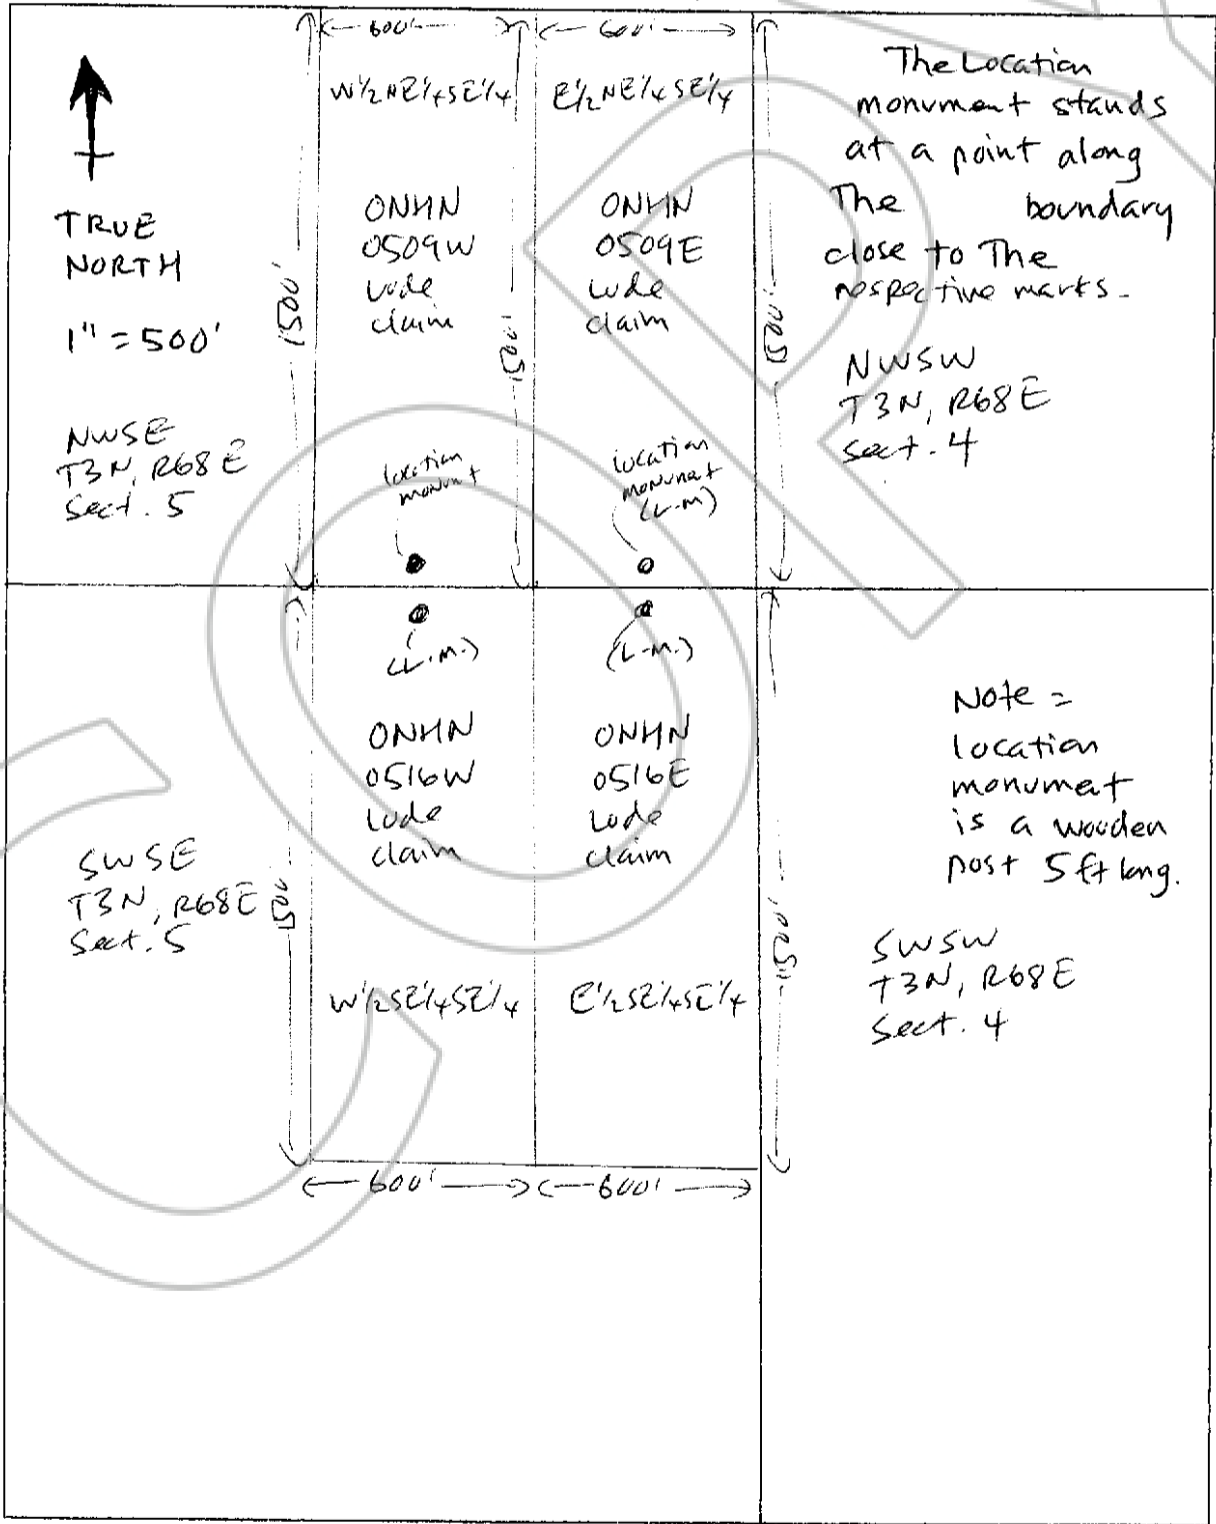 600'
600'
W½NE¼SE¼
E½NE¼SE¼
The Location
monument stands
at a point along
The boundary
close to The
respective marks.
TRUE
NORTH
1" = 500'
ONHN
0509W
Lode
claim
ONHN
0509E
Lode
claim
1500'
1500'
1500'
NWSE
T3N, R68E
Sect. 5
NWSW
T3N, R68E
Sect. 4
location
monumt
location
monumet
(L.M)
(L.M.)
(L.M.)
ONHN
0516W
Lode
claim
ONHN
0516E
Lode
claim
Note =
location
monumet
is a wooden
post 5 ft long.
SWSE
T3N, R68E
Sect. 5
1500'
1500'
SWSW
T3N, R68E
Sect. 4
W½SE¼SE¼
E½SE¼SE¼
600'
600'
COPY